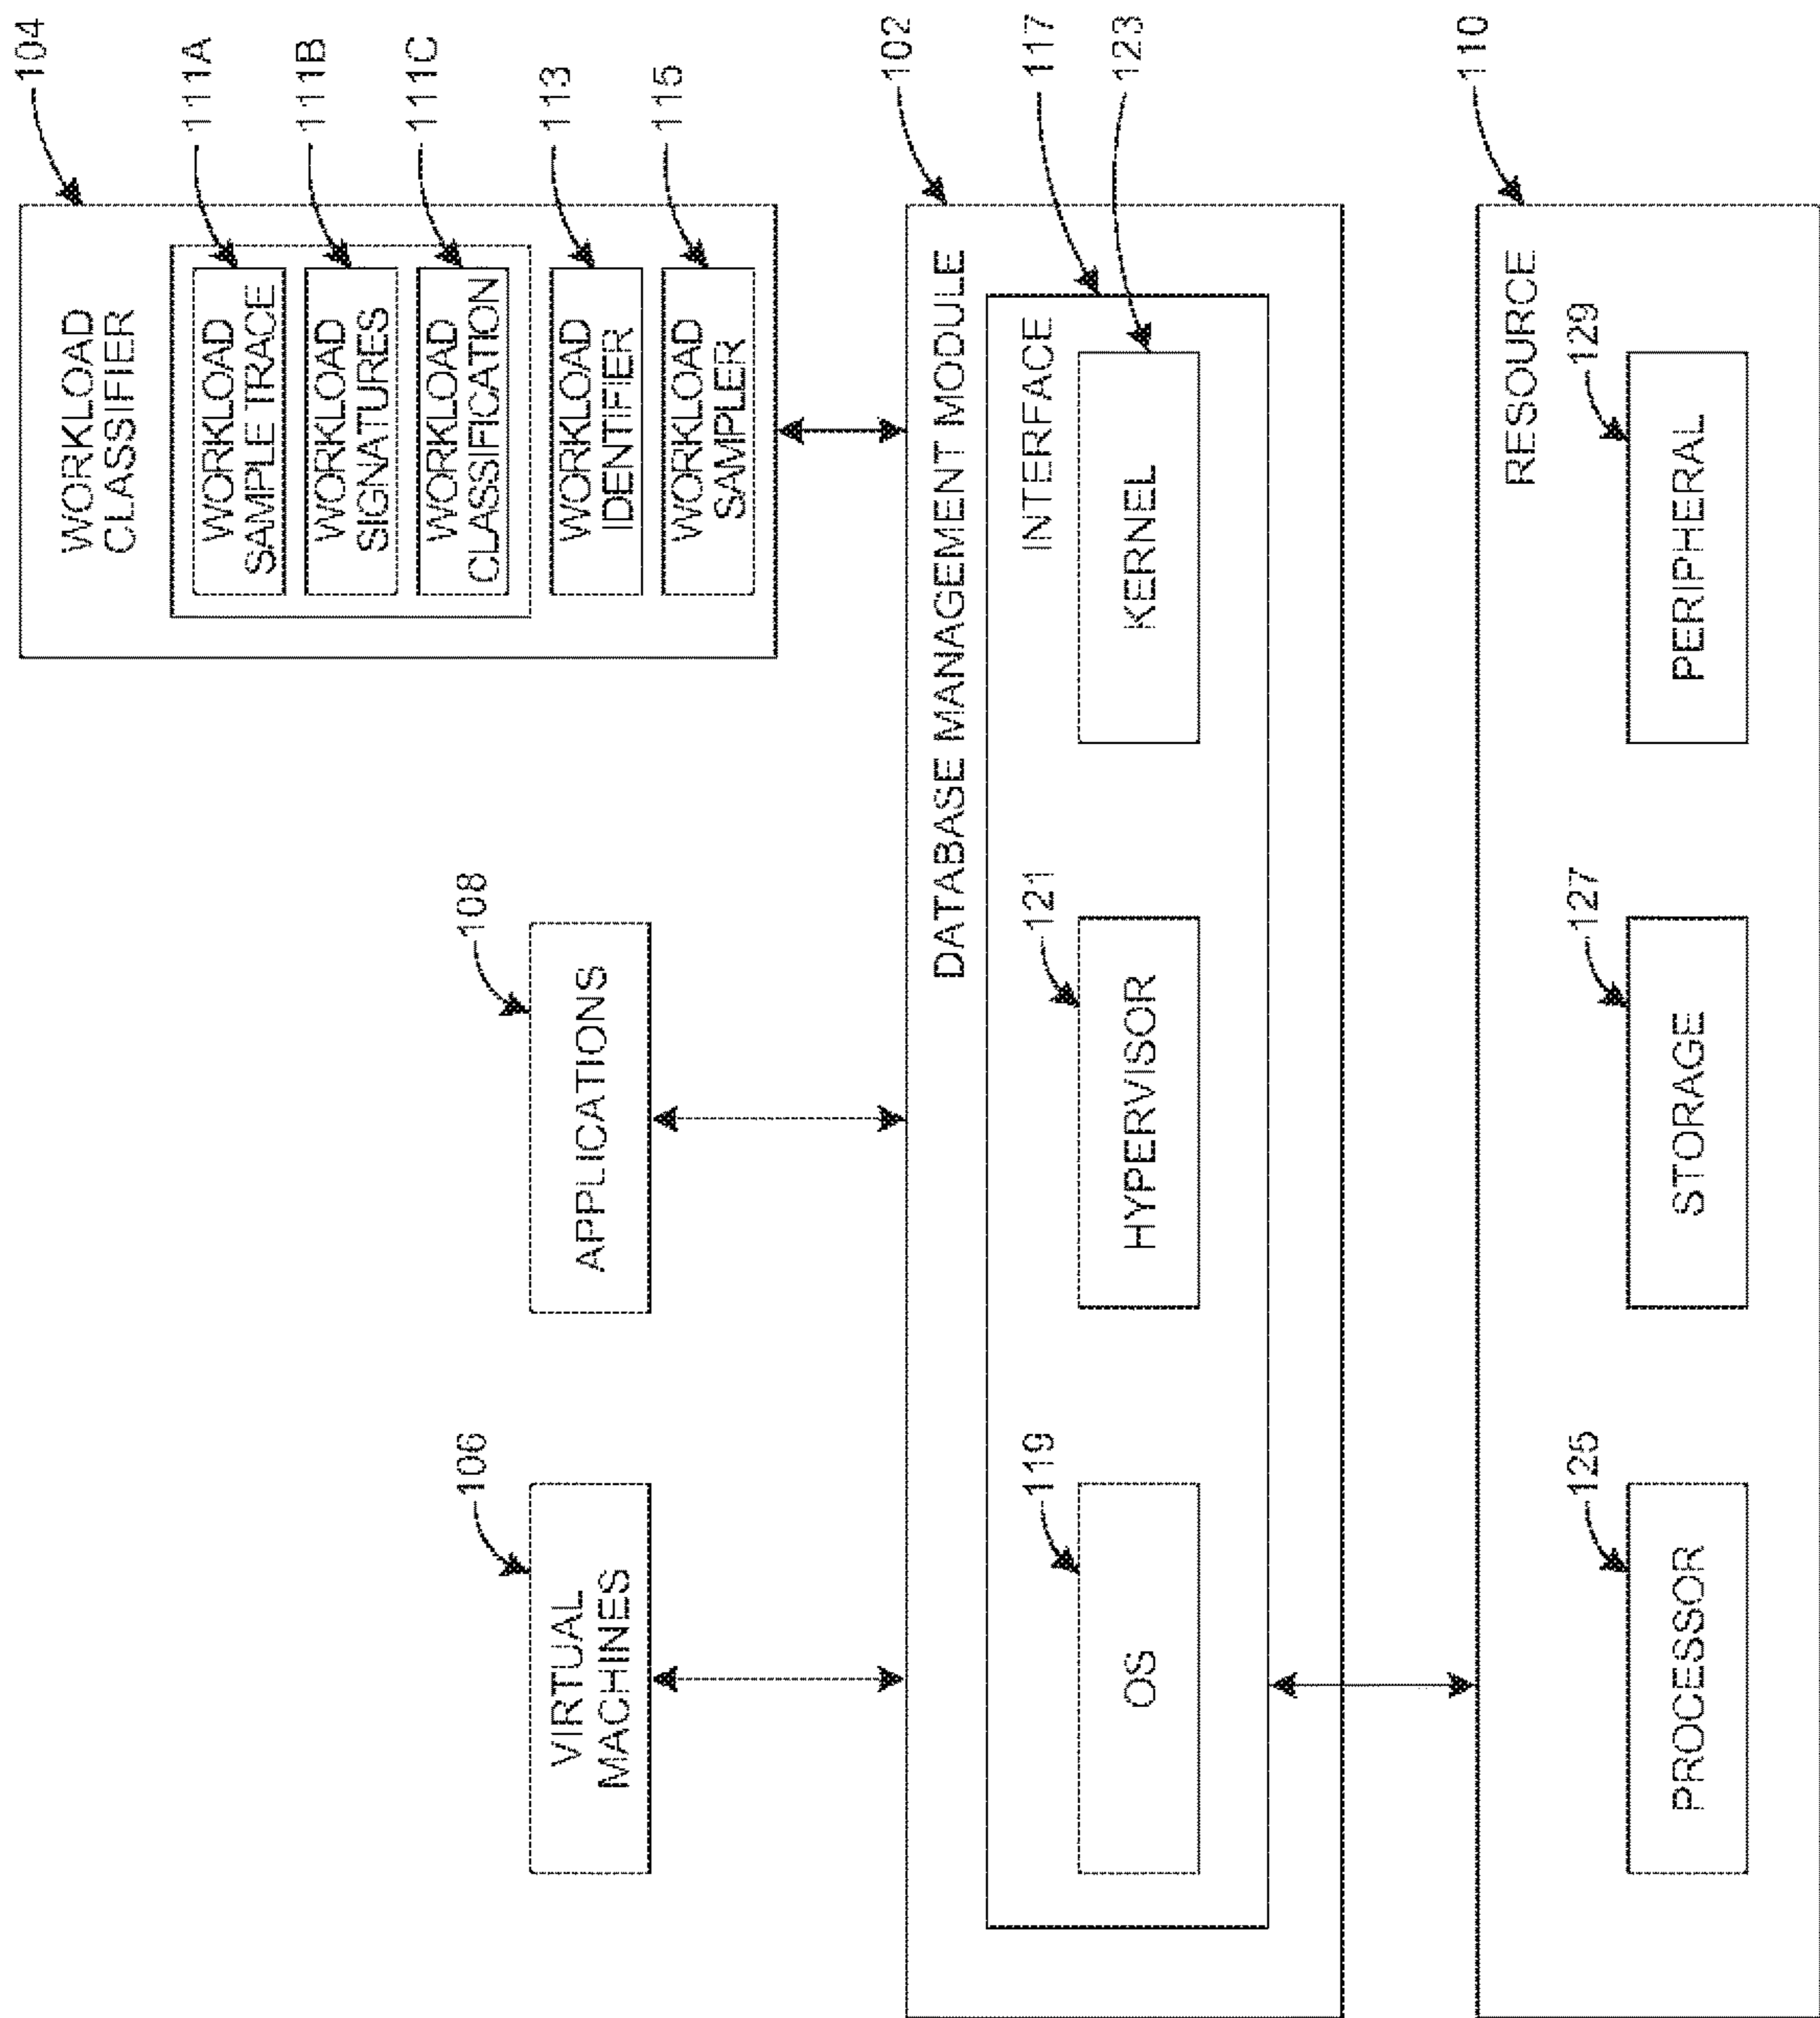 104
WORKLOAD
CLASSIFIER
WORKLOAD
SAMPLE TRACE
111A
WORKLOAD
SIGNATURES
111B
WORKLOAD
CLASSIFICATION
111C
WORKLOAD
IDENTIFIER
113
WORKLOAD
SAMPLER
115
106
VIRTUAL
MACHINES
108
APPLICATIONS
102
DATABASE MANAGEMENT MODULE
INTERFACE
117
119
OS
121
HYPERVISOR
123
KERNEL
110
RESOURCE
125
PROCESSOR
127
STORAGE
129
PERIPHERAL